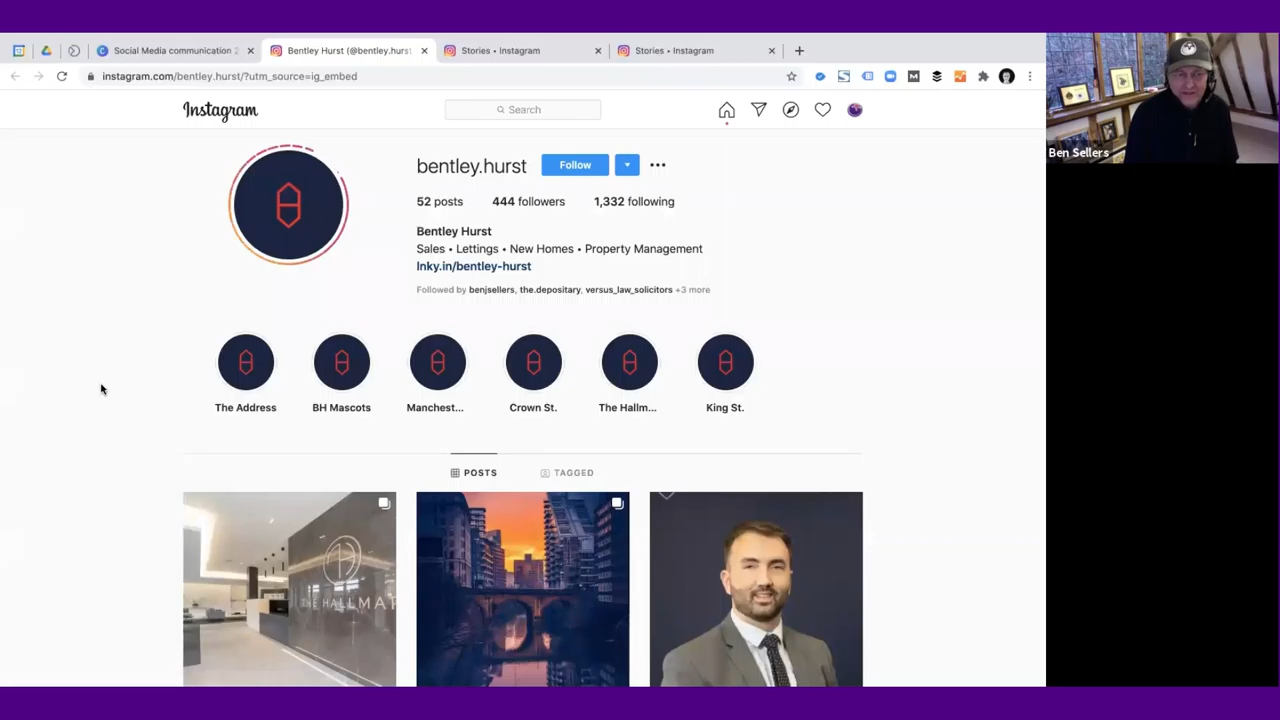 Social Media communication 2
Bentley Hurst (@bentley.hurst
Stories • Instagram
Stories • Instagram
instagram.com/bentley.hurst/?utm_source=ig_embed
Instagram
Search
Ben Sellers
bentley.hurst
Follow
52 posts 444 followers 1,332 following
Bentley Hurst
Sales • Lettings • New Homes • Property Management
lnky.in/bentley-hurst
Followed by benjsellers, the.depositary, versus_law_solicitors +3 more
The Address BH Mascots Manchest... Crown St. The Hallm... King St.
POSTS TAGGED
THE HALLMAR